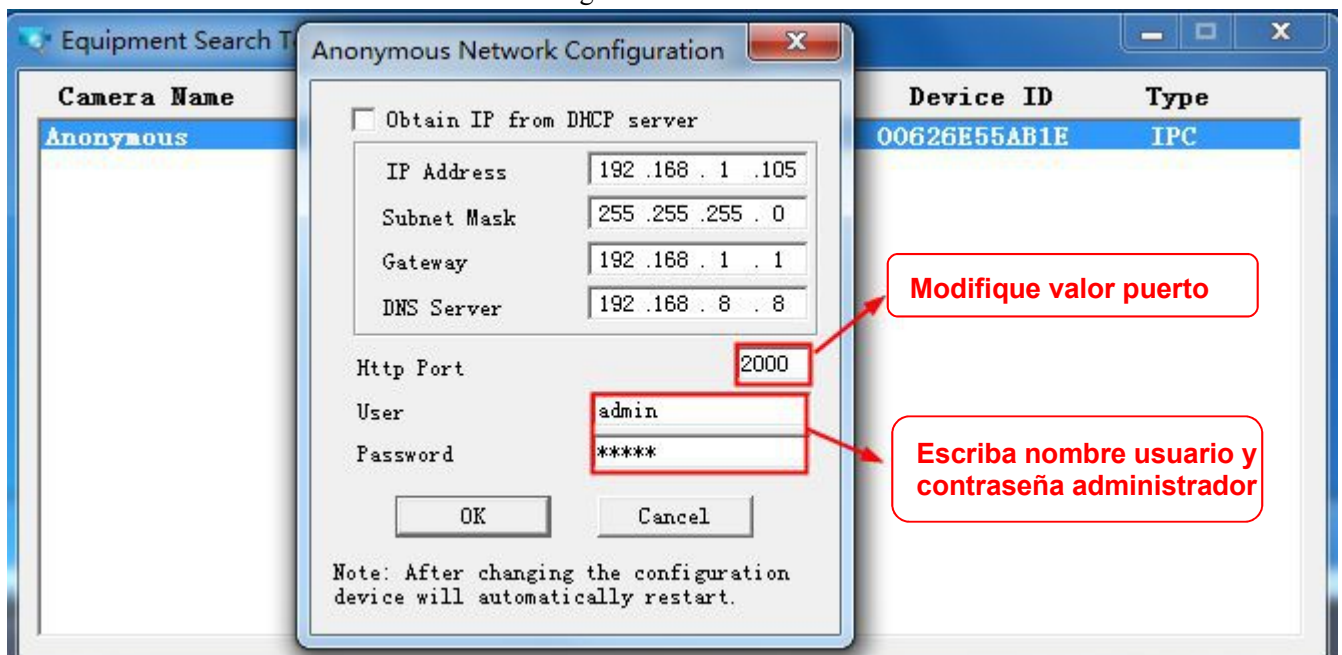 Equipment Search T
Anonymous Network Configuration
Camera Name
Device ID
Type
Anonymous
00626E55AB1E
IPC
Obtain IP from DHCP server
IP Address
192 .168 . 1 .105
Subnet Mask
255 .255 .255 . 0
Gateway
192 .168 . 1 . 1
DNS Server
192 .168 . 8 . 8
Modifique valor puerto
Http Port
2000
User
admin
Password
*****
Escriba nombre usuario y
contraseña administrador
OK
Cancel
Note: After changing the configuration
device will automatically restart.